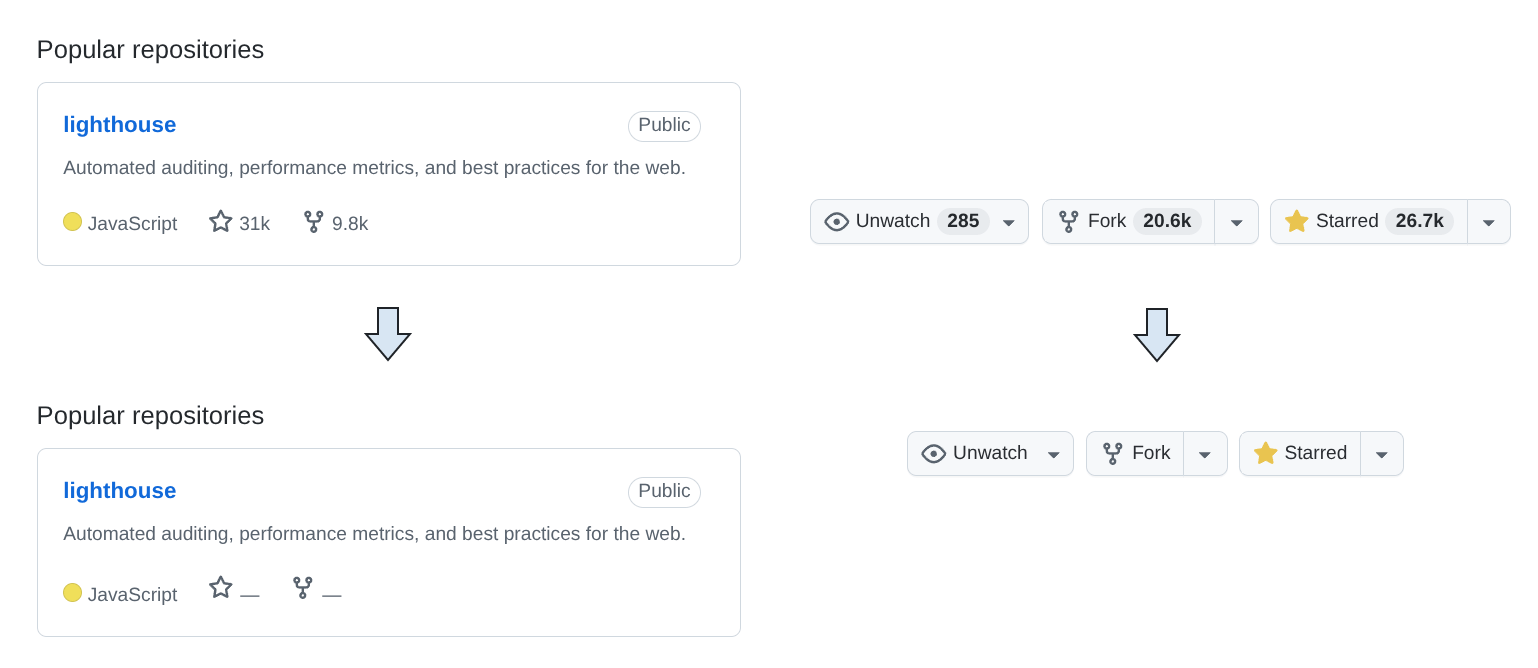 Popular repositories
lighthouse Public
Automated auditing, performance metrics, and best practices for the web.
JavaScript 31k 9.8k
Unwatch 285 Fork 20.6k Starred 26.7k
Popular repositories
lighthouse Public
Automated auditing, performance metrics, and best practices for the web.
JavaScript — —
Unwatch Fork Starred